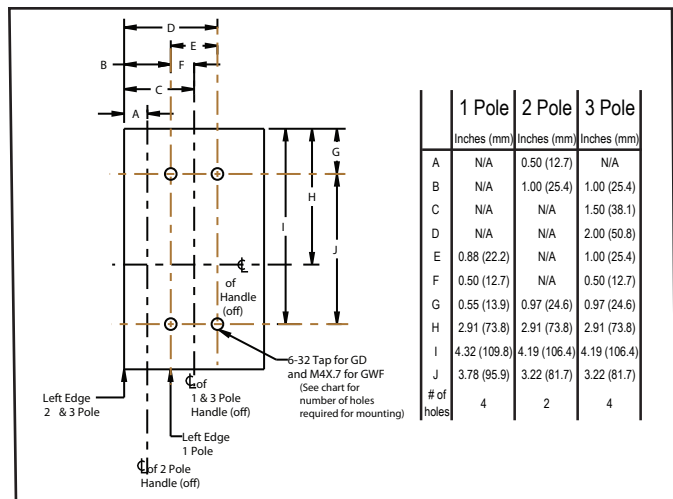 D
E
B
F
C
A
G
H
I
J
℄
of
Handle
(off)
6-32 Tap for GD
and M4X.7 for GWF
(See chart for
number of holes
required for mounting)
℄of
1 & 3 Pole
Handle (off)
Left Edge
2 & 3 Pole
Left Edge
1 Pole
℄of 2 Pole
Handle (off)
1 Pole 2 Pole 3 Pole
Inches (mm) Inches (mm) Inches (mm)
A N/A 0.50 (12.7) N/A
B N/A 1.00 (25.4) 1.00 (25.4)
C N/A N/A 1.50 (38.1)
D N/A N/A 2.00 (50.8)
E 0.88 (22.2) N/A 1.00 (25.4)
F 0.50 (12.7) N/A 0.50 (12.7)
G 0.55 (13.9) 0.97 (24.6) 0.97 (24.6)
H 2.91 (73.8) 2.91 (73.8) 2.91 (73.8)
I 4.32 (109.8) 4.19 (106.4) 4.19 (106.4)
J 3.78 (95.9) 3.22 (81.7) 3.22 (81.7)
# of
holes 4 2 4